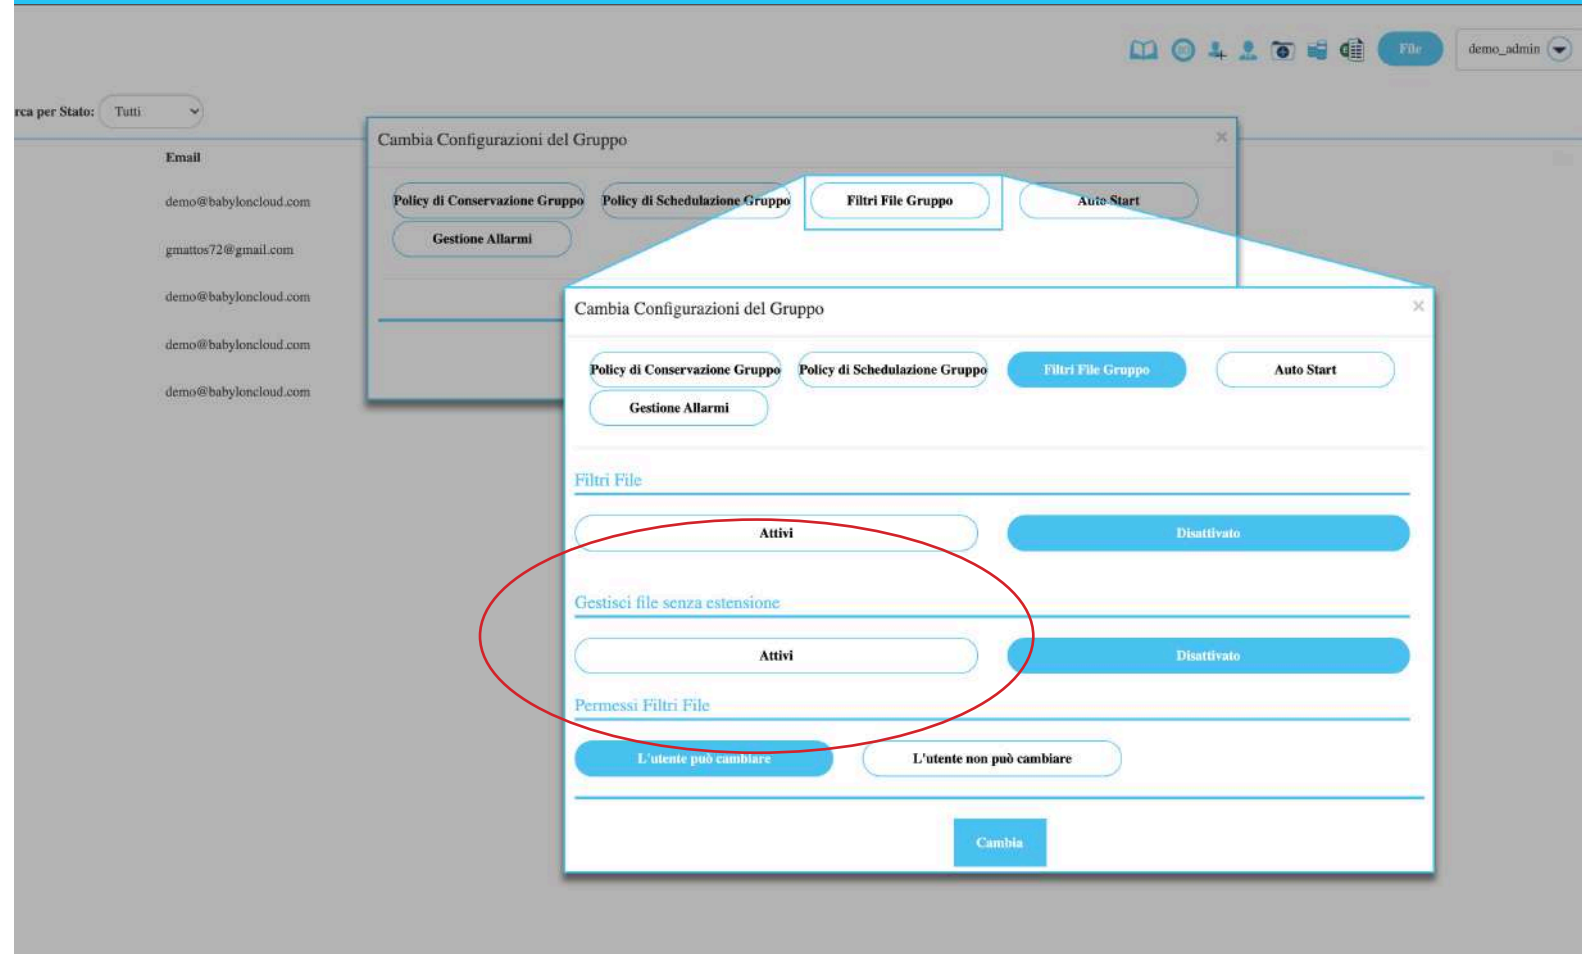 File
demo_admin
rca per Stato:
Tutti
Email
demo@babyloncloud.com
gmattos72@gmail.com
demo@babyloncloud.com
demo@babyloncloud.com
demo@babyloncloud.com
Cambia Configurazioni del Gruppo
×
Policy di Conservazione Gruppo
Policy di Schedulazione Gruppo
Filtri File Gruppo
Auto Start
Gestione Allarmi
Cambia Configurazioni del Gruppo
×
Policy di Conservazione Gruppo
Policy di Schedulazione Gruppo
Filtri File Gruppo
Auto Start
Gestione Allarmi
Filtri File
Attivi
Disattivato
Gestisci file senza estensione
Attivi
Disattivato
Permessi Filtri File
L'utente può cambiare
L'utente non può cambiare
Cambia